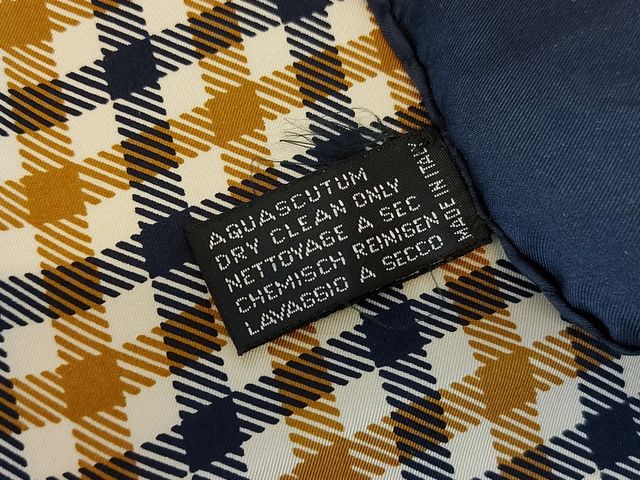 AQUASCUTUM
DRY CLEAN ONLY
NETTOYAGE A SEC
CHEMISCH REINIGEN
LAVAGGIO A SECCO
MADE IN ITALY